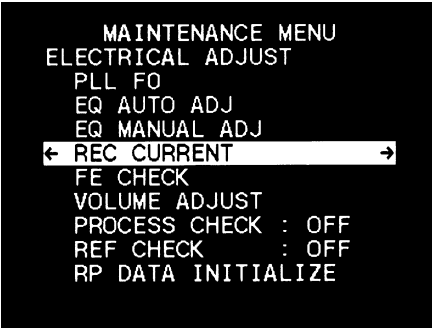 MAINTENANCE MENU
ELECTRICAL ADJUST
PLL FO
EQ AUTO ADJ
EQ MANUAL ADJ
← REC CURRENT →
FE CHECK
VOLUME ADJUST
PROCESS CHECK : OFF
REF CHECK : OFF
RP DATA INITIALIZE